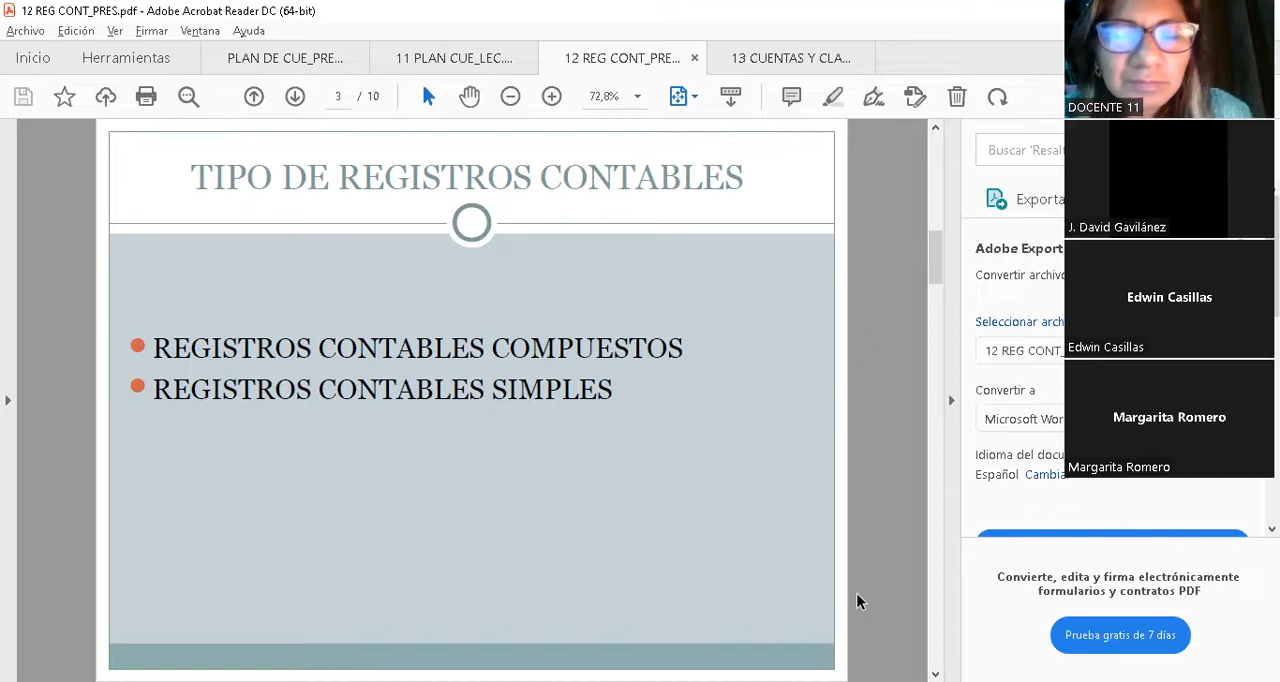 12 REG CONT_PRES.pdf - Adobe Acrobat Reader DC (64-bit)
Archivo Edición Ver Firmar Ventana Ayuda
Inicio Herramientas PLAN DE CUE_PRE... 11 PLAN CUE_LEC.... 12 REG CONT_PRE... × 13 CUENTAS Y CLA...
3 / 10 72,8%
TIPO DE REGISTROS CONTABLES
REGISTROS CONTABLES COMPUESTOS
REGISTROS CONTABLES SIMPLES
Buscar 'Resalt
Exporta
Adobe Export
Convertir archivo
Seleccionar arch
12 REG CONT_
Convertir a
Microsoft Wor
Idioma del docu
Español Cambia
Convierte, edita y firma electrónicamente
formularios y contratos PDF
Prueba gratis de 7 días
DOCENTE 11
J. David Gavilánez
Edwin Casillas
Edwin Casillas
Margarita Romero
Margarita Romero